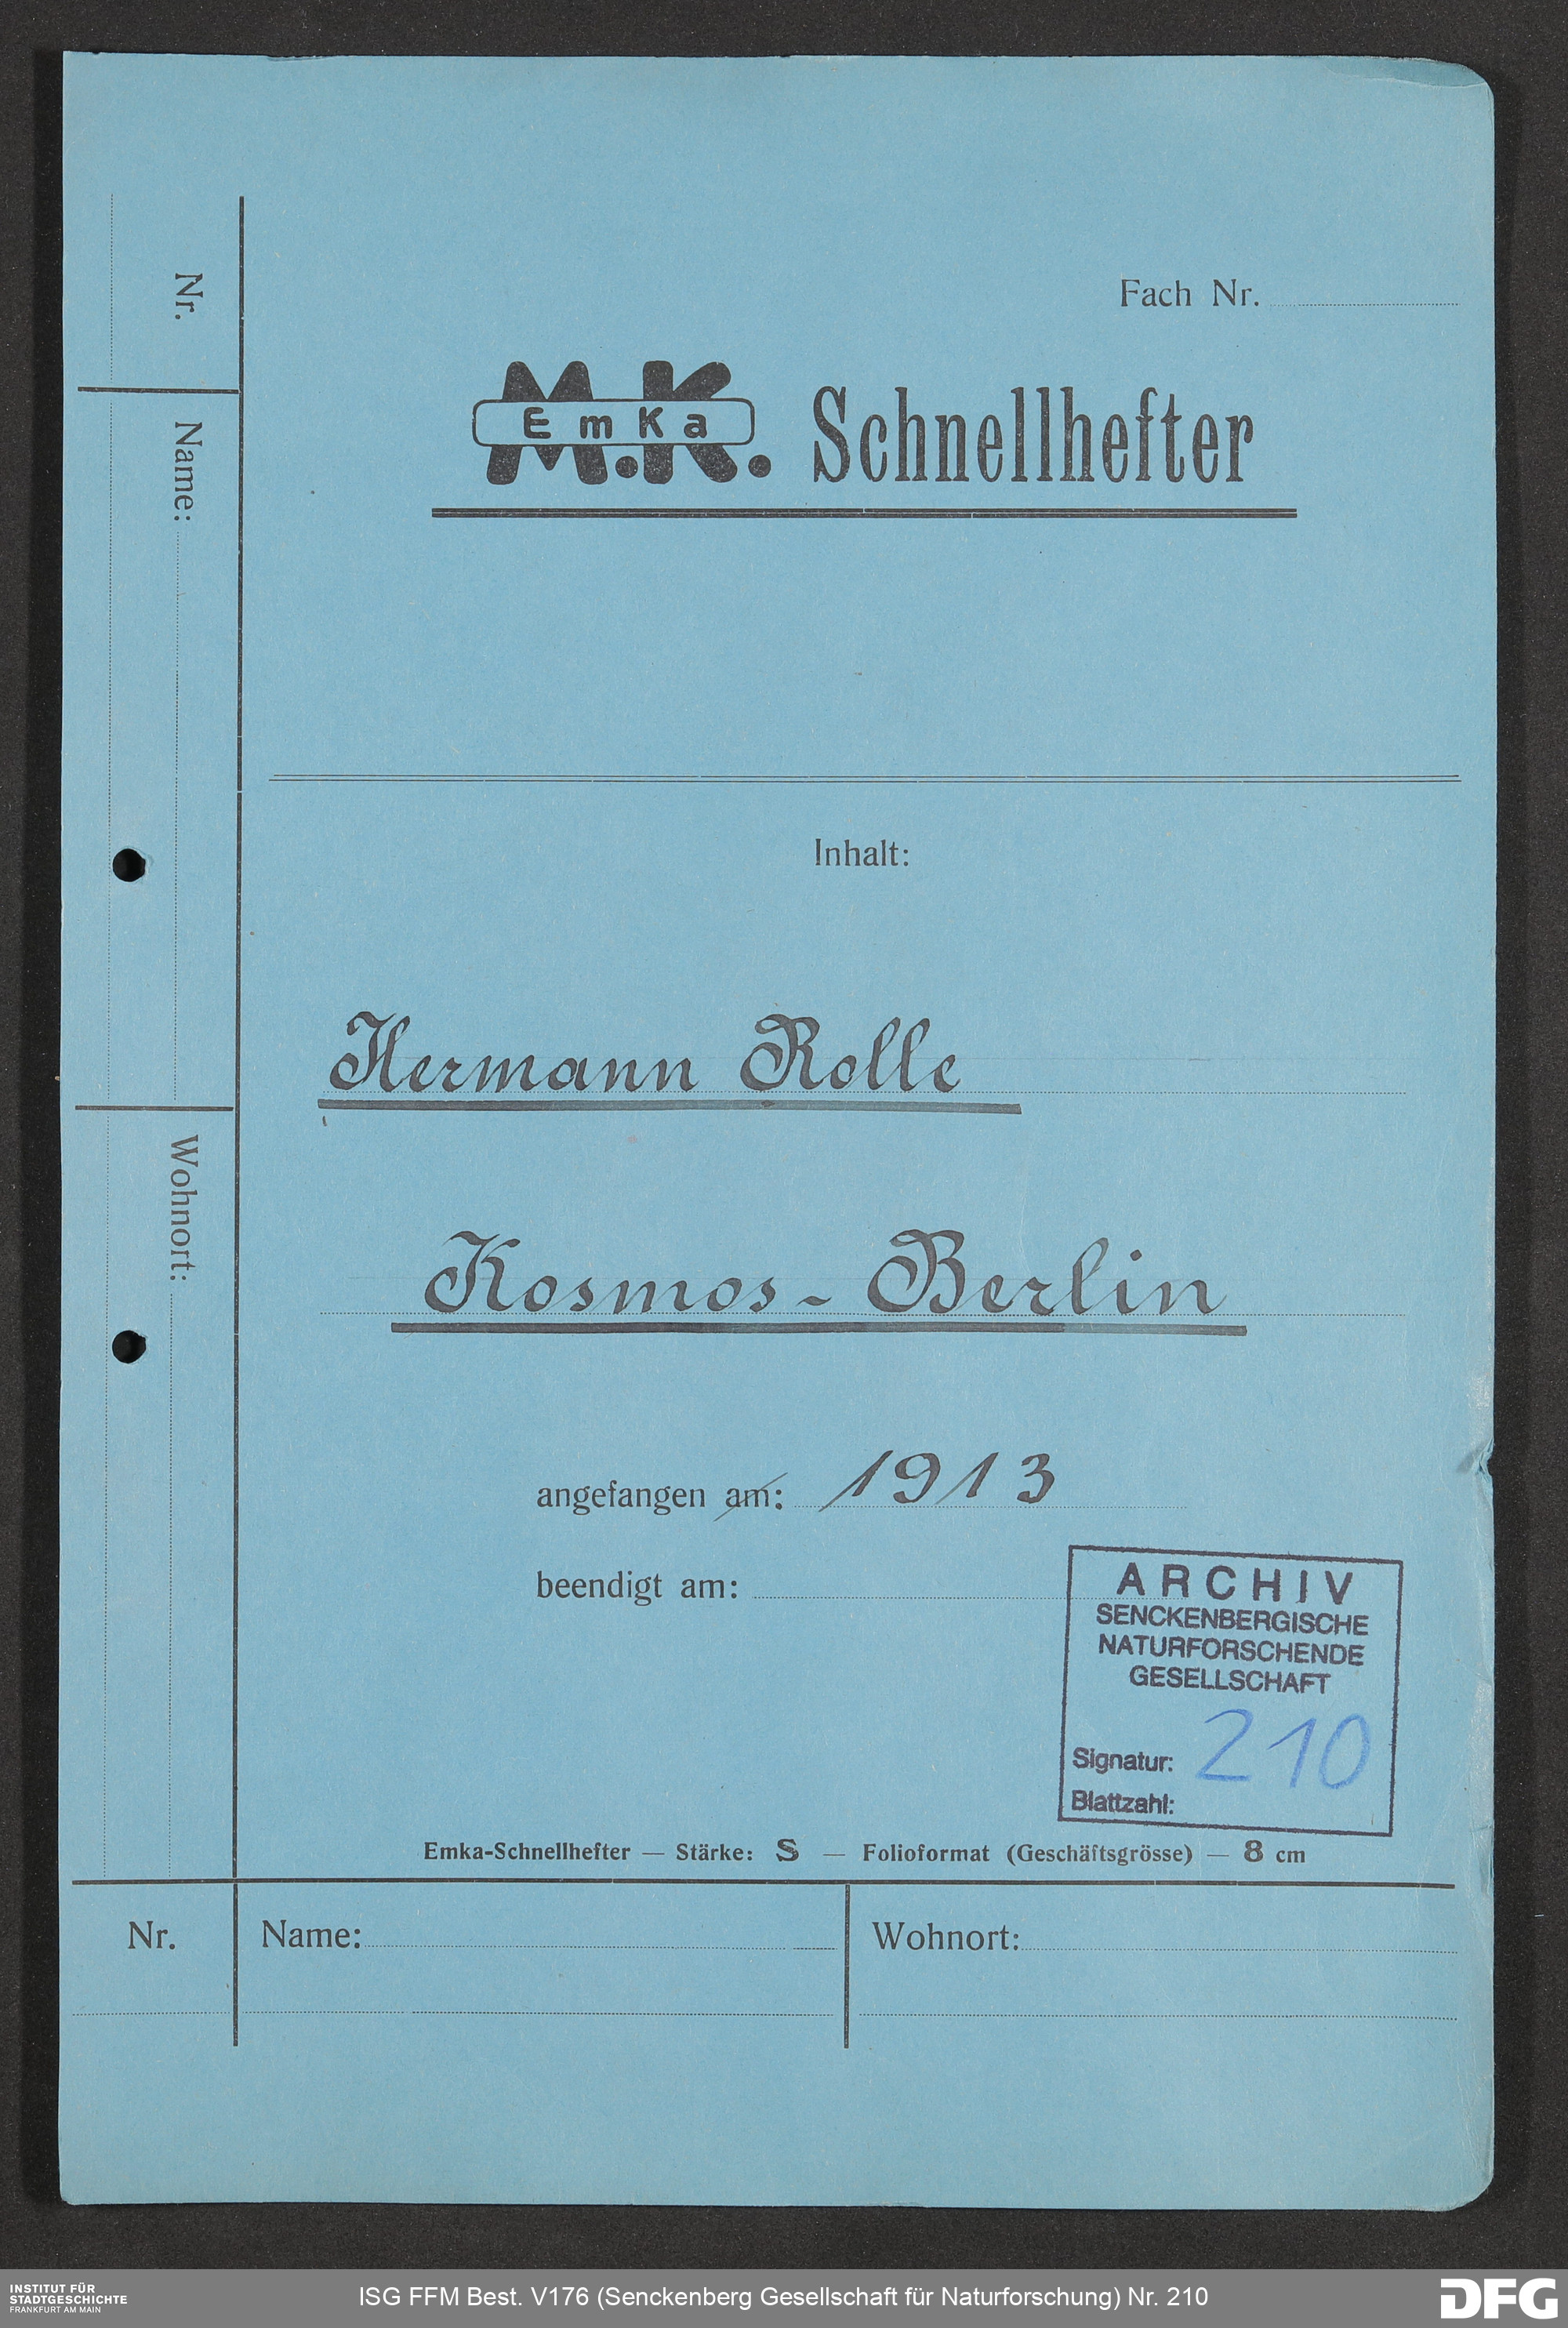 Fach Nr.
M.K.
EmKa
Schnellhefter
Nr.
Name:
Wohnort:
Inhalt:
Hermann Rolle
Kosmos - Berlin
angefangen am: 1913
beendigt am:
ARCHIV
SENCKENBERGISCHE
NATURFORSCHENDE
GESELLSCHAFT
Signatur: 210
Blattzahl:
Emka-Schnellhefter — Stärke: S — Folioformat (Geschäftsgrösse) — 8 cm
Nr. Name: Wohnort:
INSTITUT FÜR
STADTGESCHICHTE
FRANKFURT AM MAIN
ISG FFM Best. V176 (Senckenberg Gesellschaft für Naturforschung) Nr. 210
DFG